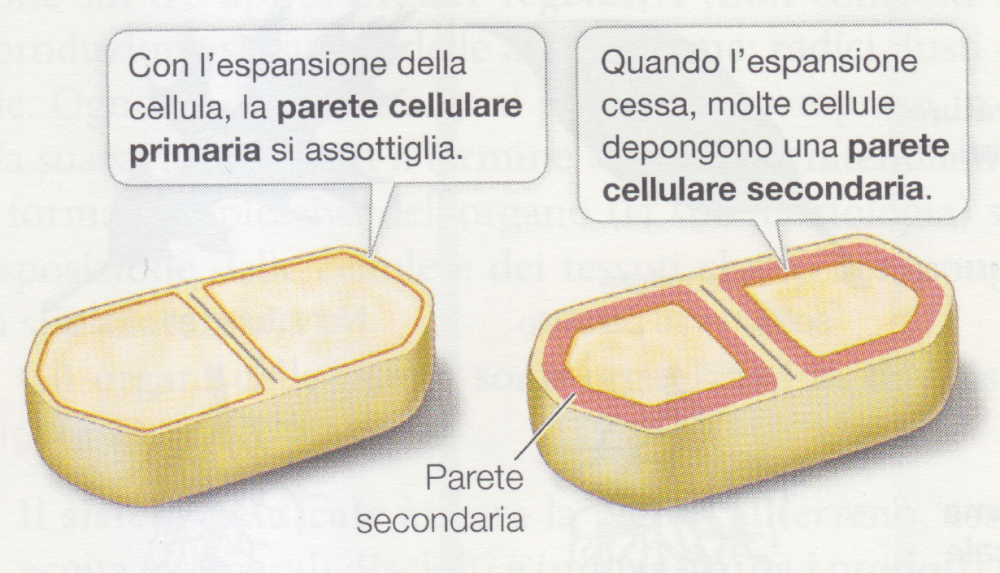 Con l'espansione della
cellula, la parete cellulare
primaria si assottiglia.
Quando l'espansione
cessa, molte cellule
depongono una parete
cellulare secondaria.
Parete
secondaria